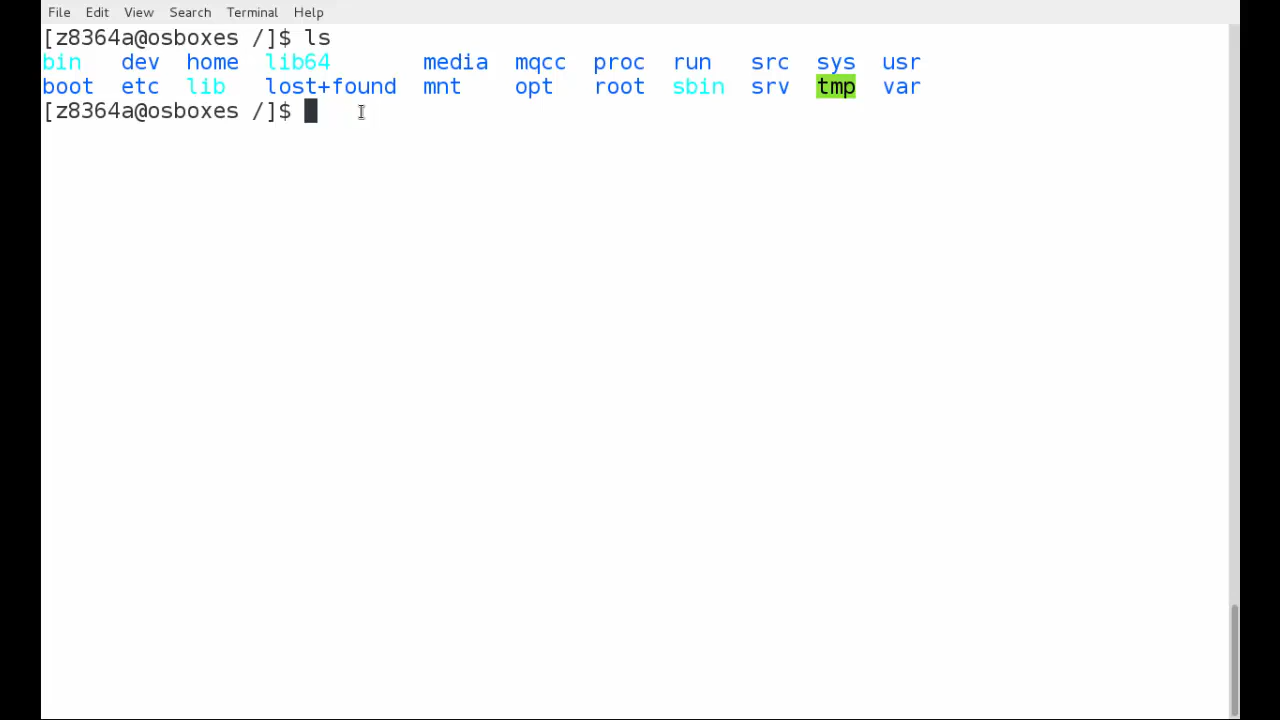 File Edit View Search Terminal Help
[z8364a@osboxes /]$ ls
bin dev home lib64 media mqcc proc run src sys usr
boot etc lib lost+found mnt opt root sbin srv tmp var
[z8364a@osboxes /]$